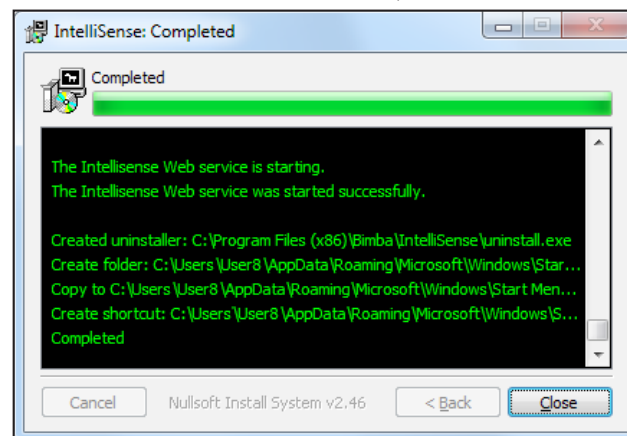 IntelliSense: Completed
Completed
The Intellisense Web service is starting.
The Intellisense Web service was started successfully.
Created uninstaller: C:\Program Files (x86)\Bimba\IntelliSense\uninstall.exe
Create folder: C:\Users\User8\AppData\Roaming\Microsoft\Windows\Star...
Copy to C:\Users\User8\AppData\Roaming\Microsoft\Windows\Start Men...
Create shortcut: C:\Users\User8\AppData\Roaming\Microsoft\Windows\S...
Completed
Cancel Nullsoft Install System v2.46 < Back Close